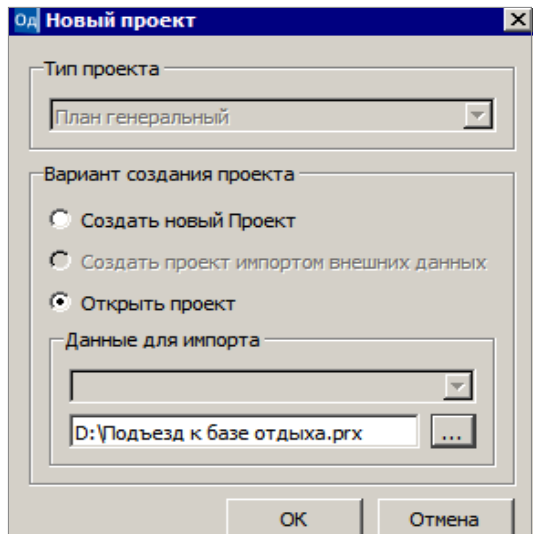 Од Новый проект
Тип проекта
План генеральный
Вариант создания проекта
Создать новый Проект
Создать проект импортом внешних данных
Открыть проект
Данные для импорта
D:\Подъезд к базе отдыха.prx
...
ОК Отмена